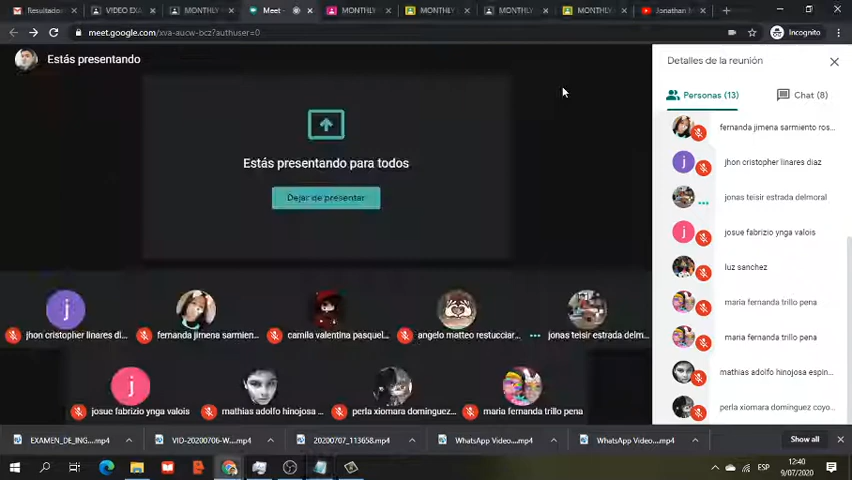 Resultados
VIDEO EXA
MONTHLY
Meet -
MONTHLY
MONTHLY
MONTHLY
MONTHLY
Jonathan M
meet.google.com/xva-aucw-bcz?authuser=0
Incognito
Estás presentando
Detalles de la reunión
Personas (13)
Chat (8)
Estás presentando para todos
Dejar de presentar
fernanda jimena sarmiento ros...
jhon cristopher linares diaz
jonas teisir estrada delmoral
josue fabrizio ynga valois
luz sanchez
maria fernanda trillo pena
maria fernanda trillo pena
mathias adolfo hinojosa espin...
perla xiomara dominguez coyo...
j
j
jhon cristopher linares di...
fernanda jimena sarmien...
camila valentina pasquel...
angelo matteo restucciar...
jonas teisir estrada delm...
j
j
josue fabrizio ynga valois
mathias adolfo hinojosa ...
perla xiomara dominguez...
maria fernanda trillo pena
EXAMEN_DE_ING....mp4
VID-20200706-W....mp4
20200707_113658.mp4
WhatsApp Video....mp4
WhatsApp Video....mp4
Show all
ESP
12:40
9/07/2020